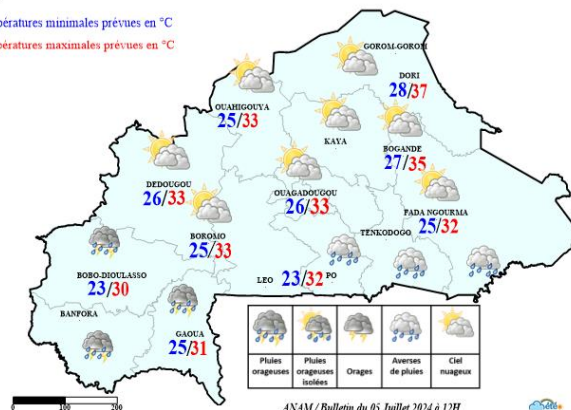 pératures minimales prévues en °C
pératures maximales prévues en °C
GOROM-GOROM
DORI
28/37
OUAHIGOUYA
25/33
KAYA
BOGANDE
27/35
DEDOUGOU
26/33
OUAGADOUGOU
26/33
FADA NGOURMA
25/32
BOROMO
25/33
TENKODOGO
BOBO-DIOULASSO
23/30
LEO
23/32
PO
BANFORA
GAOUA
25/31
Pluies orageuses
Pluies orageuses isolées
Orages
Averses de pluies
Ciel nuageux
0 100 200
ANAM / Bulletin du 05 Juillet 2024 à 12H